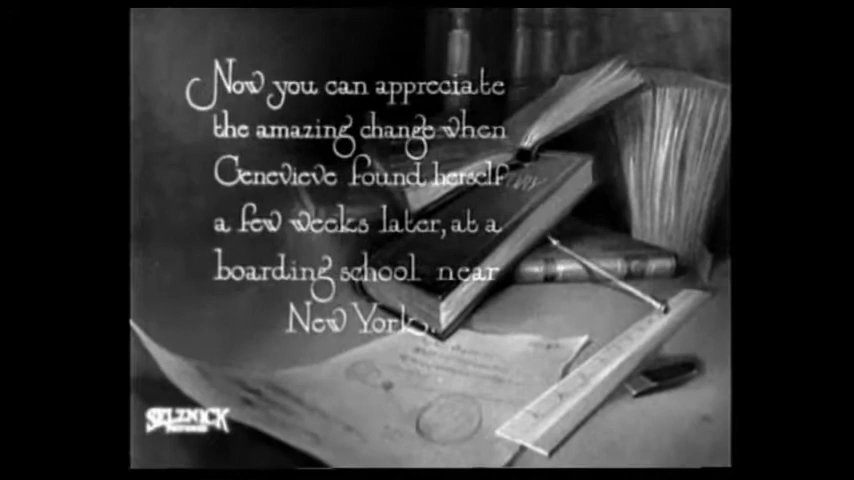 Now you can appreciate
the amazing change when
Genevieve found herself
a few weeks later, at a
boarding school near
New York.
SELZNICK
PICTURES